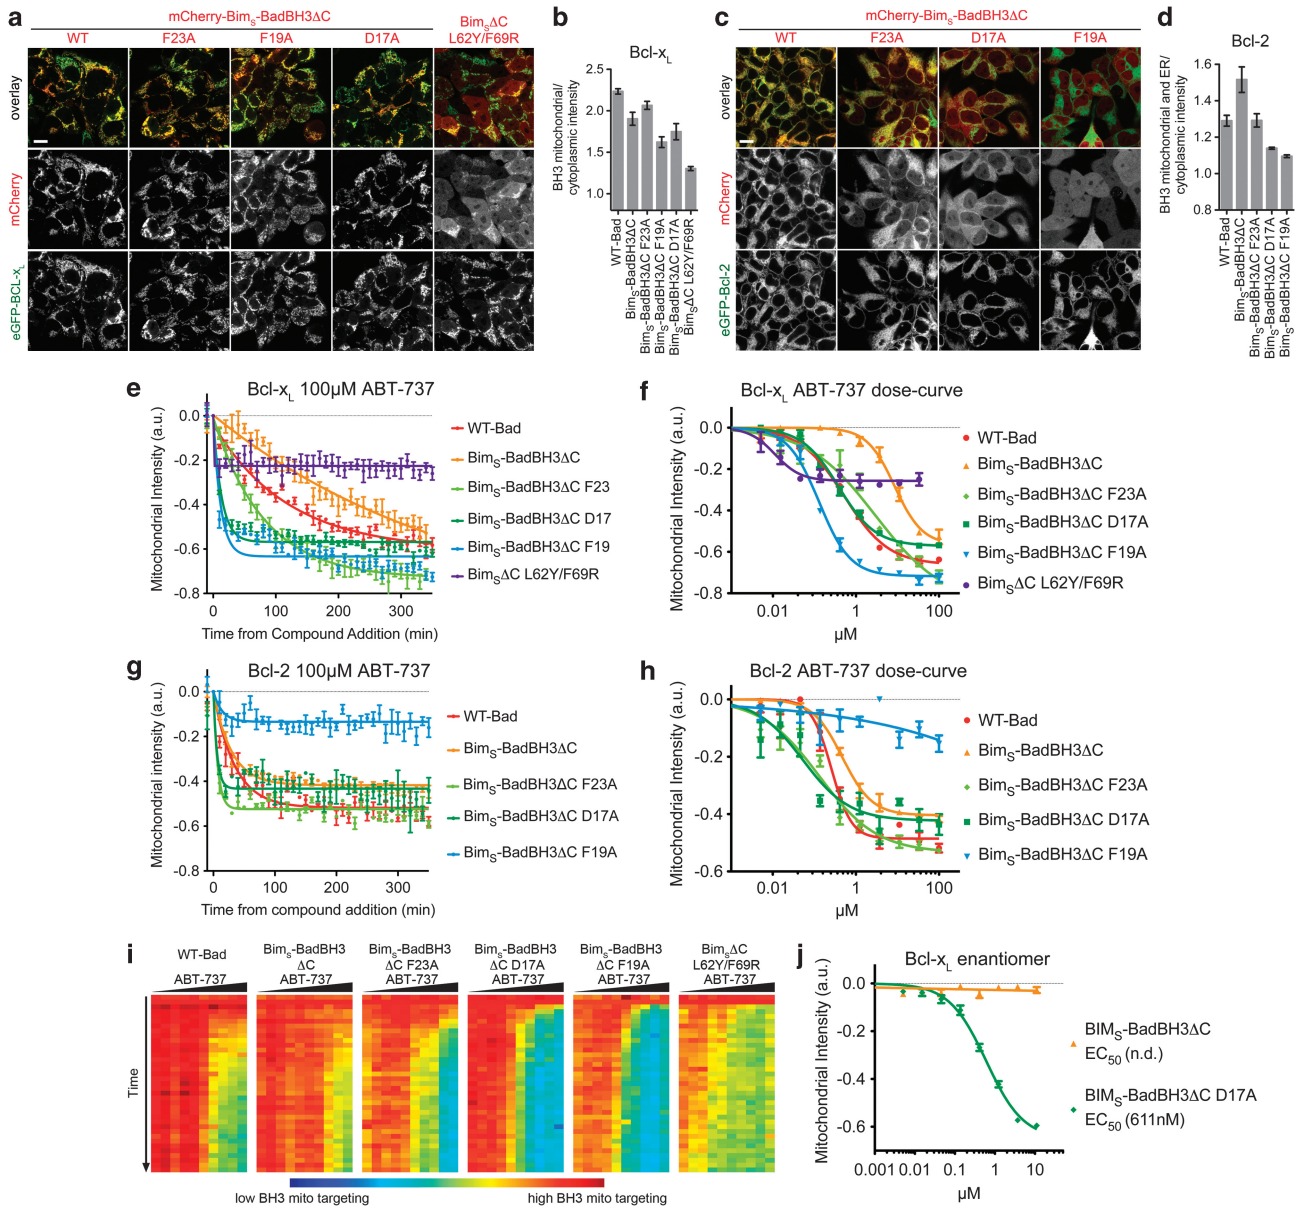 a
mCherry-BimS-BadBH3ΔC
BimSΔC
WT
F23A
F19A
D17A
L62Y/F69R
overlay
mCherry
eGFP-BCL-xL
b
Bcl-xL
BH3 mitochondrial/
cytoplasmic intensity
2.5
2.0
1.5
1.0
WT-Bad
BimS-BadBH3ΔC
BimS-BadBH3ΔC F23A
BimS-BadBH3ΔC F19A
BimS-BadBH3ΔC D17A
BimSΔC L62Y/F69R
c
mCherry-BimS-BadBH3ΔC
WT
F23A
D17A
F19A
overlay
mCherry
eGFP-Bcl-2
d
Bcl-2
BH3 mitochondrial and ER/
cytoplasmic intensity
1.6
1.4
1.2
1.0
0.8
WT-Bad
BimS-BadBH3ΔC
BimS-BadBH3ΔC F23A
BimS-BadBH3ΔC D17A
BimS-BadBH3ΔC F19A
e
Bcl-xL 100μM ABT-737
Mitochondrial Intensity (a.u.)
0.0
-0.2
-0.4
-0.6
-0.8
0
100
200
300
Time from Compound Addition (min)
WT-Bad
BimS-BadBH3ΔC
BimS-BadBH3ΔC F23
BimS-BadBH3ΔC D17
BimS-BadBH3ΔC F19
BimSΔC L62Y/F69R
f
Bcl-xL ABT-737 dose-curve
Mitochondrial Intensity (a.u.)
0.0
-0.2
-0.4
-0.6
-0.8
0.01
1
100
μM
WT-Bad
BimS-BadBH3ΔC
BimS-BadBH3ΔC F23A
BimS-BadBH3ΔC D17A
BimS-BadBH3ΔC F19A
BimSΔC L62Y/F69R
g
Bcl-2 100μM ABT-737
Mitochondrial intensity (a.u.)
0.0
-0.2
-0.4
-0.6
-0.8
0
100
200
300
Time from compound addition (min)
WT-Bad
BimS-BadBH3ΔC
BimS-BadBH3ΔC F23A
BimS-BadBH3ΔC D17A
BimS-BadBH3ΔC F19A
h
Bcl-2 ABT-737 dose-curve
Mitochondrial Intensity (a.u.)
0.0
-0.2
-0.4
-0.6
0.01
1
100
μM
WT-Bad
BimS-BadBH3ΔC
BimS-BadBH3ΔC F23A
BimS-BadBH3ΔC D17A
BimS-BadBH3ΔC F19A
i
WT-Bad
ABT-737
BimS-BadBH3
ΔC
ABT-737
BimS-BadBH3
ΔC F23A
ABT-737
BimS-BadBH3
ΔC D17A
ABT-737
BimS-BadBH3
ΔC F19A
ABT-737
BimSΔC
L62Y/F69R
ABT-737
Time
low BH3 mito targeting
high BH3 mito targeting
j
Bcl-xL enantiomer
Mitochondrial Intensity (a.u.)
0.0
-0.2
-0.4
-0.6
0.001
0.01
0.1
1
10
μM
BIMS-BadBH3ΔC
EC50 (n.d.)
BIMS-BadBH3ΔC D17A
EC50 (611nM)